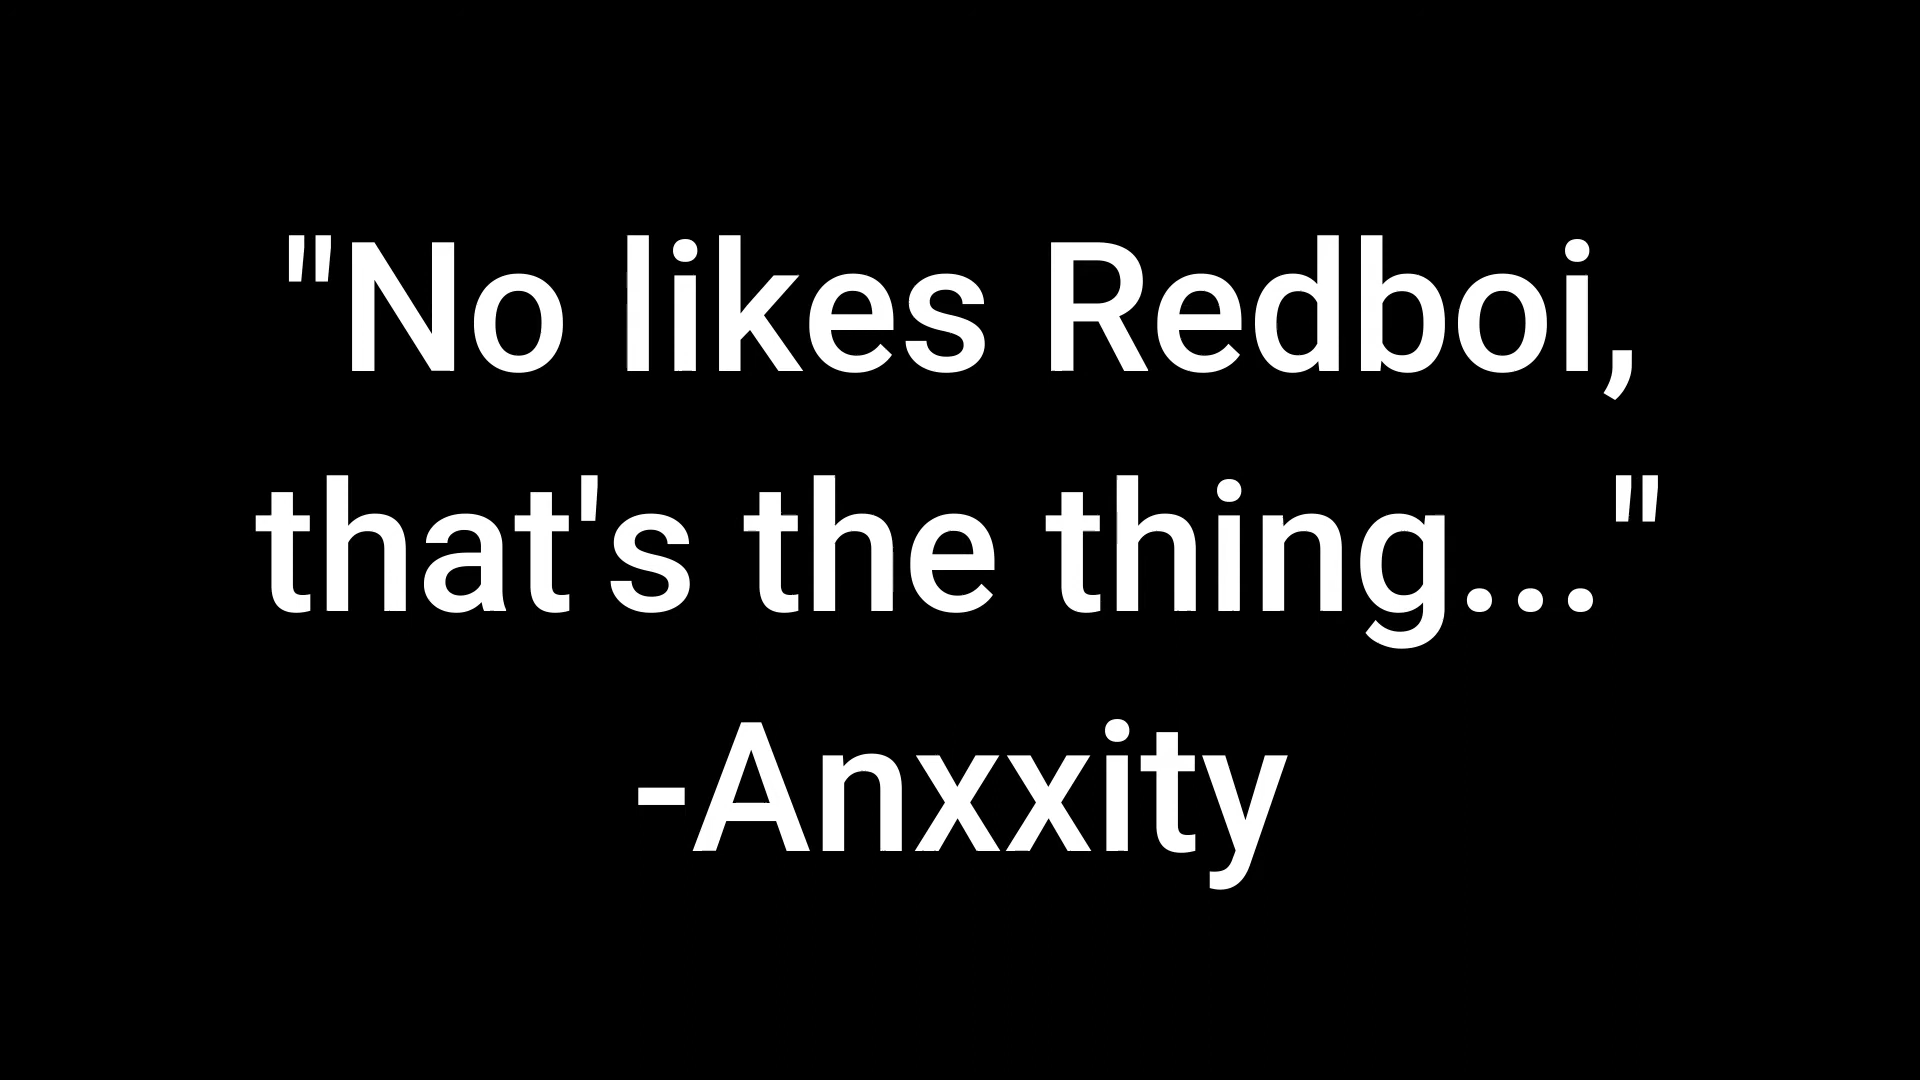 "No likes Redboi,
that's the thing..."
-Anxxity